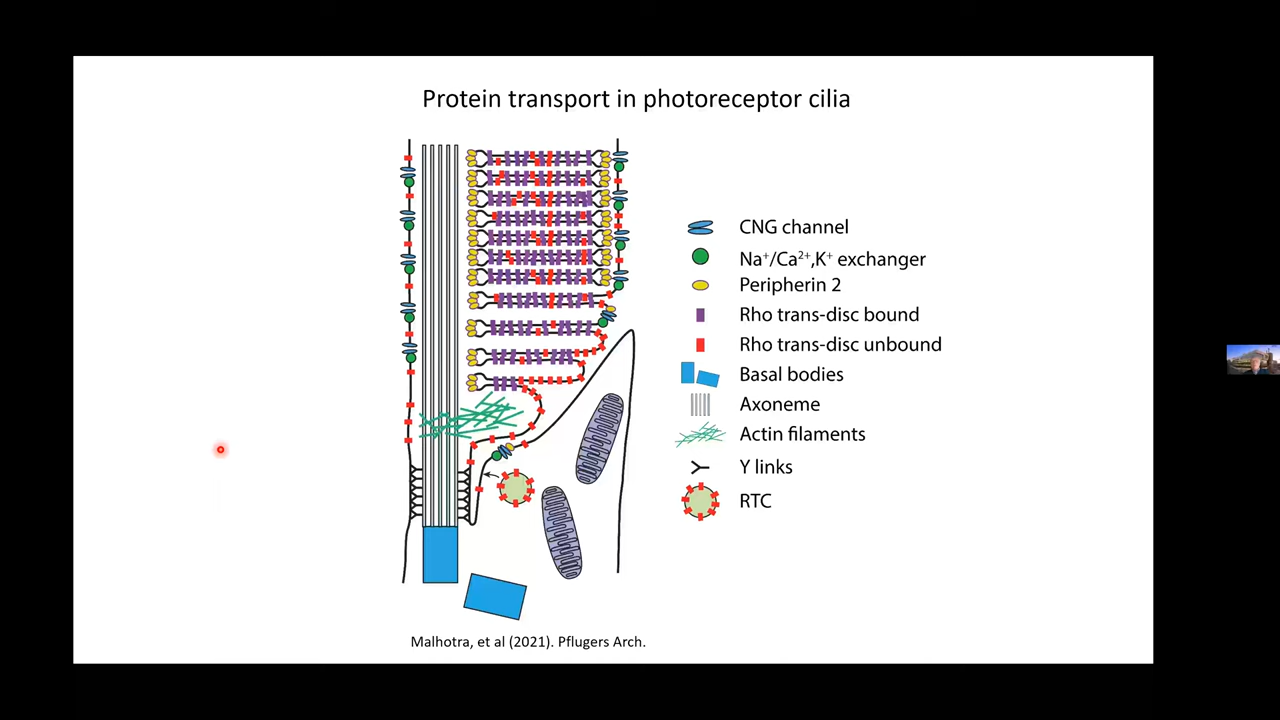 Protein transport in photoreceptor cilia
CNG channel
Na⁺/Ca²⁺,K⁺ exchanger
Peripherin 2
Rho trans-disc bound
Rho trans-disc unbound
Basal bodies
Axoneme
Actin filaments
Y links
RTC
Malhotra, et al (2021). Pflugers Arch.